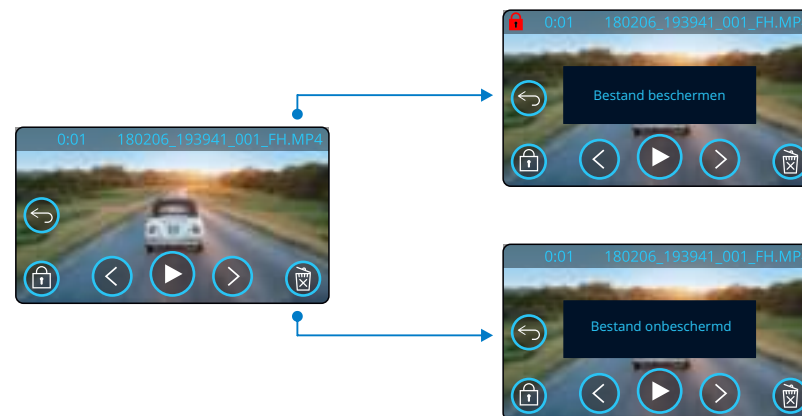 0:01 180206_193941_001_FH.MP4
0:01 180206_193941_001_FH.MP
Bestand beschermen
0:01 180206_193941_001_FH.MP
Bestand onbeschermd